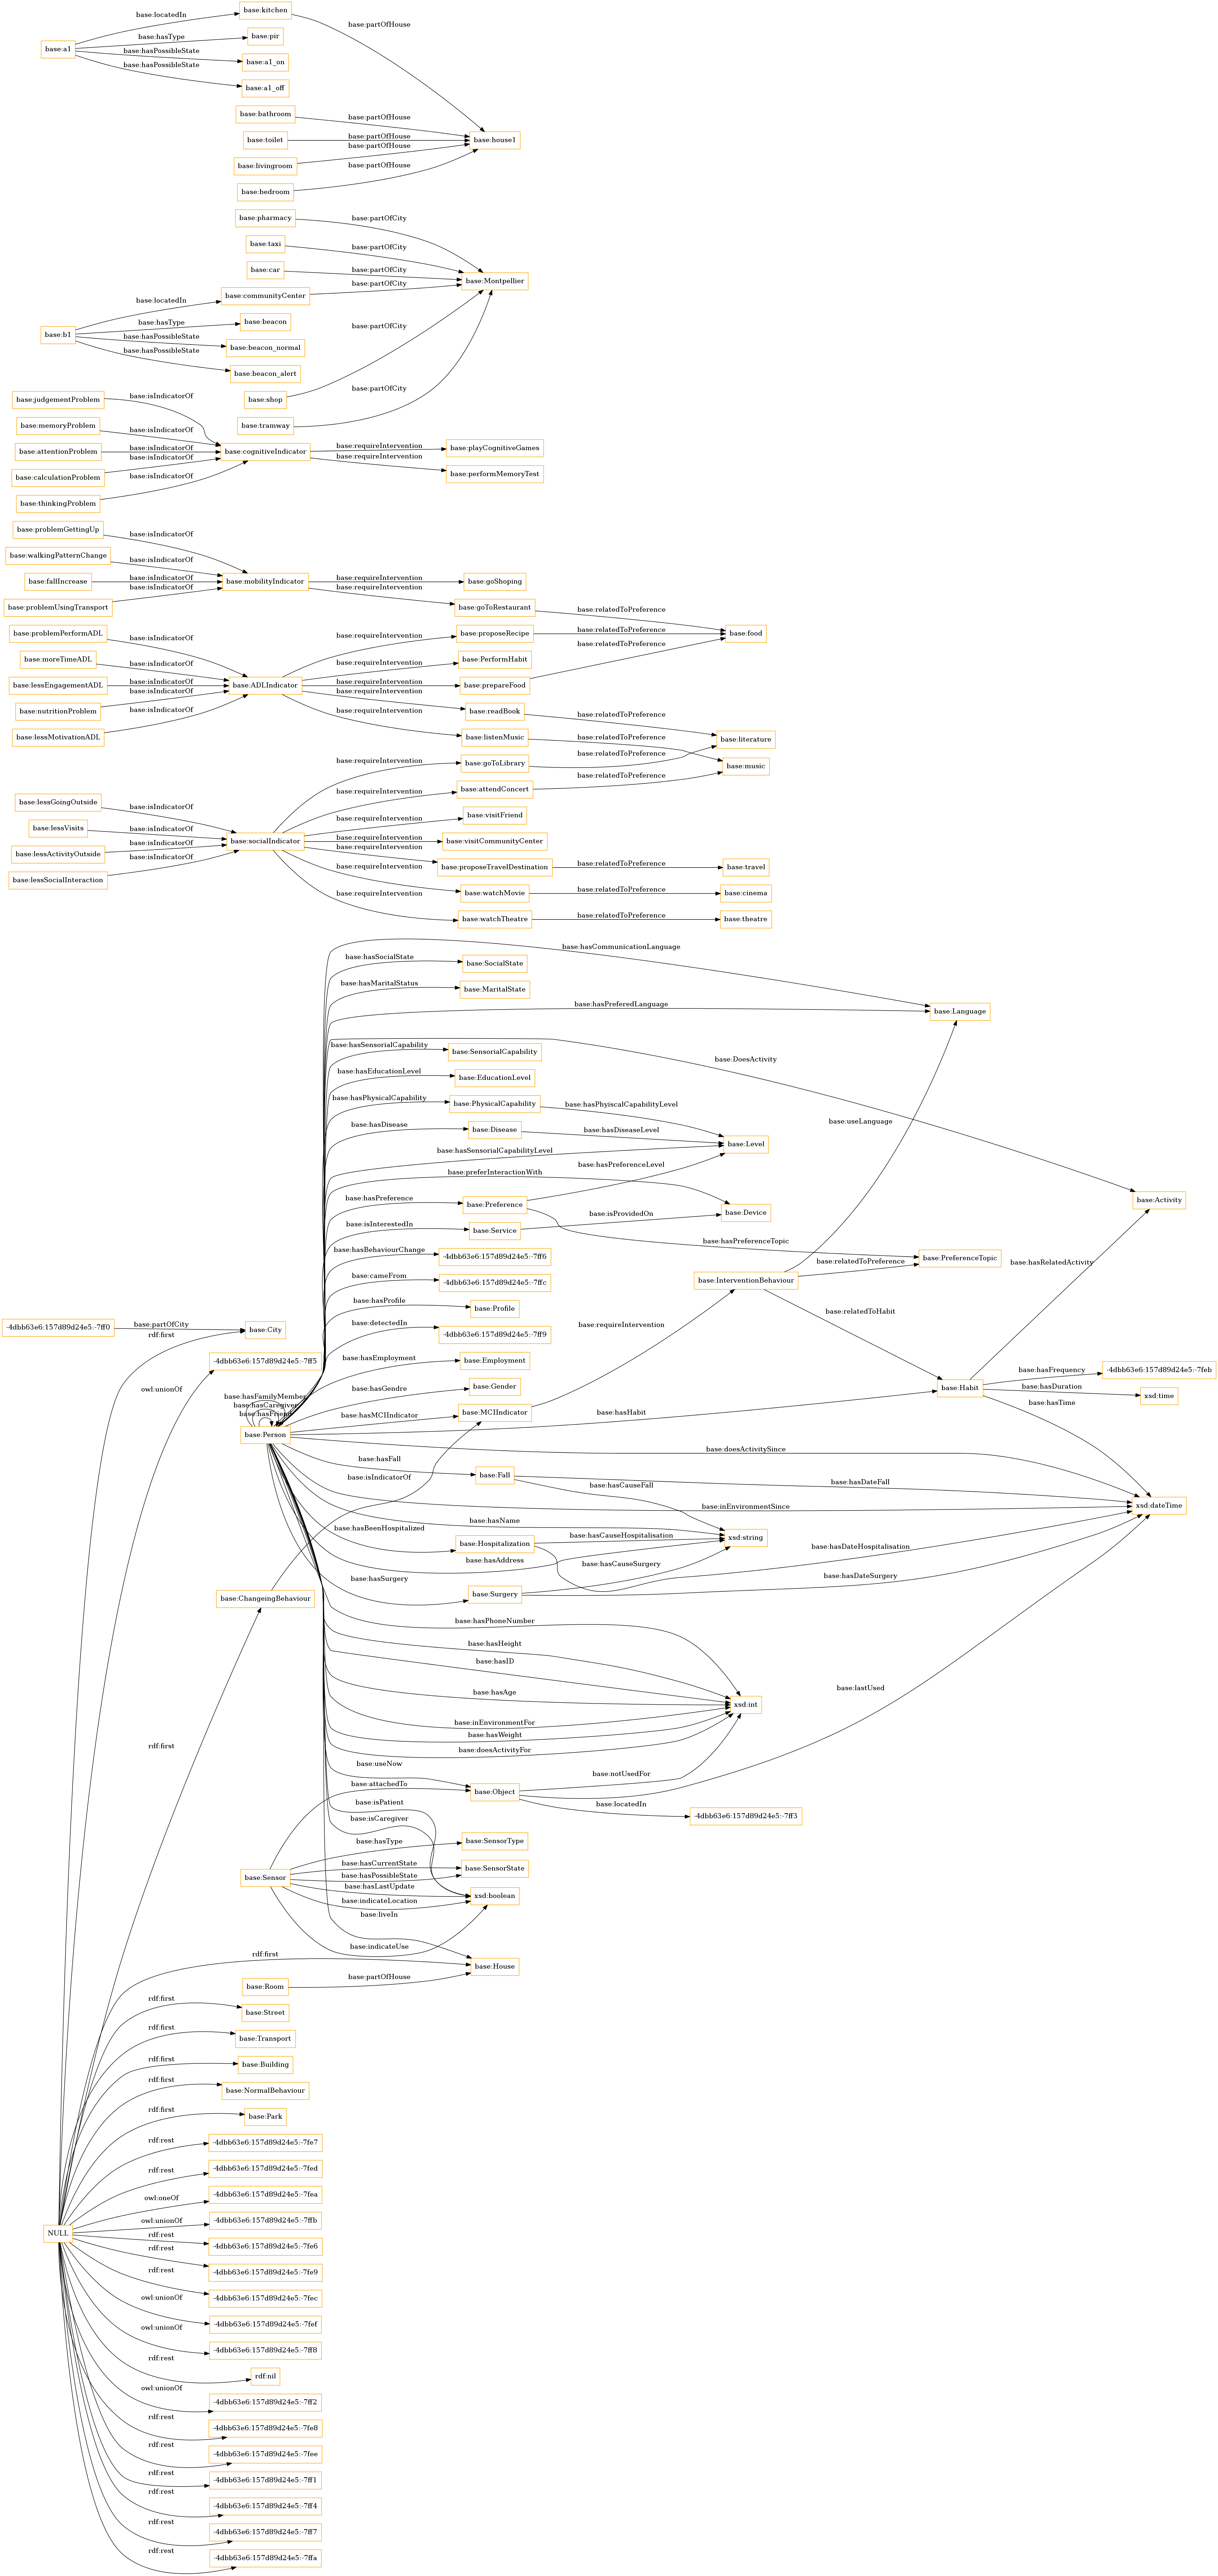 base:kitchen
base:locatedIn
base:partOfHouse
base:hasType
base:pir
base:a1
base:hasPossibleState
base:a1_on
base:hasPossibleState
base:a1_off
base:bathroom
base:partOfHouse
base:toilet
base:partOfHouse
base:house1
base:partOfHouse
base:livingroom
base:partOfHouse
base:bedroom
base:pharmacy
base:partOfCity
base:taxi
base:partOfCity
base:car
base:partOfCity
base:Montpellier
base:partOfCity
base:communityCenter
base:locatedIn
base:hasType
base:beacon
base:partOfCity
base:b1
base:hasPossibleState
base:beacon_normal
base:hasPossibleState
base:beacon_alert
base:partOfCity
base:shop
base:tramway
base:judgementProblem
base:isIndicatorOf
base:memoryProblem
base:isIndicatorOf
base:attentionProblem
base:isIndicatorOf
base:cognitiveIndicator
base:requireIntervention
base:playCognitiveGames
base:isIndicatorOf
base:requireIntervention
base:calculationProblem
base:isIndicatorOf
base:performMemoryTest
base:thinkingProblem
base:problemGettingUp
base:isIndicatorOf
base:walkingPatternChange
base:isIndicatorOf
base:fallIncrease
base:isIndicatorOf
base:mobilityIndicator
base:requireIntervention
base:goShoping
base:isIndicatorOf
base:requireIntervention
base:problemUsingTransport
base:goToRestaurant
base:relatedToPreference
base:problemPerformADL
base:isIndicatorOf
base:requireIntervention
base:proposeRecipe
base:relatedToPreference
base:food
base:relatedToPreference
base:moreTimeADL
base:isIndicatorOf
base:requireIntervention
base:PerformHabit
base:lessEngagementADL
base:isIndicatorOf
base:ADLIndicator
base:requireIntervention
base:prepareFood
base:isIndicatorOf
base:requireIntervention
base:nutritionProblem
base:isIndicatorOf
base:requireIntervention
base:readBook
base:relatedToPreference
base:lessMotivationADL
base:listenMusic
base:relatedToPreference
base:literature
base:relatedToPreference
base:requireIntervention
base:goToLibrary
base:music
base:relatedToPreference
base:requireIntervention
base:attendConcert
base:lessGoingOutside
base:isIndicatorOf
base:requireIntervention
base:visitFriend
base:lessVisits
base:isIndicatorOf
base:socialIndicator
base:requireIntervention
base:visitCommunityCenter
base:isIndicatorOf
base:requireIntervention
base:lessActivityOutside
base:isIndicatorOf
base:requireIntervention
base:proposeTravelDestination
base:relatedToPreference
base:travel
base:lessSocialInteraction
base:requireIntervention
base:watchMovie
base:relatedToPreference
base:cinema
base:watchTheatre
base:relatedToPreference
base:theatre
base:hasCommunicationLanguage
base:hasSocialState
base:SocialState
base:hasMaritalStatus
base:MaritalState
base:hasPreferedLanguage
base:Language
base:hasSensorialCapability
base:SensorialCapability
base:DoesActivity
base:hasEducationLevel
base:EducationLevel
base:hasPhysicalCapability
base:PhysicalCapability
base:hasPhyiscalCapabilityLevel
base:useLanguage
base:hasDisease
base:Disease
base:hasDiseaseLevel
base:Level
base:hasSensorialCapabilityLevel
base:hasPreferenceLevel
base:preferInteractionWith
base:hasPreference
base:Preference
base:Activity
base:isInterestedIn
base:Service
base:isProvidedOn
base:Device
base:hasBehaviourChange
-4dbb63e6:157d89d24e5:-7ff6
base:hasPreferenceTopic
base:PreferenceTopic
base:hasRelatedActivity
base:cameFrom
-4dbb63e6:157d89d24e5:-7ffc
base:InterventionBehaviour
base:relatedToPreference
base:hasProfile
base:Profile
base:relatedToHabit
-4dbb63e6:157d89d24e5:-7ff0
base:partOfCity
base:City
rdf:first
base:detectedIn
-4dbb63e6:157d89d24e5:-7ff9
base:requireIntervention
-4dbb63e6:157d89d24e5:-7ff5
base:hasEmployment
base:Employment
owl:unionOf
base:hasFamilyMember
base:hasCaregiver
base:hasFriend
base:hasGendre
base:Gender
base:Habit
base:hasFrequency
-4dbb63e6:157d89d24e5:-7feb
base:hasDuration
xsd:time
base:hasTime
base:hasMCIIndicator
base:MCIIndicator
base:hasHabit
base:Person
base:doesActivitySince
base:hasFall
base:isIndicatorOf
base:Fall
base:hasDateFall
base:hasCauseFall
base:inEnvironmentSince
xsd:dateTime
base:hasName
base:hasBeenHospitalized
base:Hospitalization
base:hasCauseHospitalisation
xsd:string
base:hasDateHospitalisation
base:hasAddress
base:hasCauseSurgery
base:hasSurgery
base:Surgery
base:hasDateSurgery
base:ChangeingBehaviour
base:hasPhoneNumber
base:hasHeight
base:hasID
base:hasAge
base:lastUsed
xsd:int
base:inEnvironmentFor
base:hasWeight
rdf:first
base:doesActivityFor
base:useNow
base:notUsedFor
base:attachedTo
base:Object
base:isPatient
base:locatedIn
-4dbb63e6:157d89d24e5:-7ff3
base:isCaregiver
base:hasType
base:SensorType
base:hasCurrentState
base:SensorState
base:Sensor
base:hasPossibleState
base:hasLastUpdate
xsd:boolean
base:indicateLocation
base:liveIn
base:indicateUse
rdf:first
base:House
base:Room
base:partOfHouse
rdf:first
base:Street
rdf:first
base:Transport
rdf:first
base:Building
rdf:first
base:NormalBehaviour
rdf:first
base:Park
rdf:rest
-4dbb63e6:157d89d24e5:-7fe7
rdf:rest
-4dbb63e6:157d89d24e5:-7fed
owl:oneOf
-4dbb63e6:157d89d24e5:-7fea
NULL
owl:unionOf
-4dbb63e6:157d89d24e5:-7ffb
rdf:rest
-4dbb63e6:157d89d24e5:-7fe6
rdf:rest
-4dbb63e6:157d89d24e5:-7fe9
rdf:rest
-4dbb63e6:157d89d24e5:-7fec
owl:unionOf
-4dbb63e6:157d89d24e5:-7fef
owl:unionOf
-4dbb63e6:157d89d24e5:-7ff8
rdf:rest
rdf:nil
owl:unionOf
-4dbb63e6:157d89d24e5:-7ff2
rdf:rest
-4dbb63e6:157d89d24e5:-7fe8
rdf:rest
-4dbb63e6:157d89d24e5:-7fee
rdf:rest
-4dbb63e6:157d89d24e5:-7ff1
rdf:rest
-4dbb63e6:157d89d24e5:-7ff4
rdf:rest
-4dbb63e6:157d89d24e5:-7ff7
rdf:rest
-4dbb63e6:157d89d24e5:-7ffa